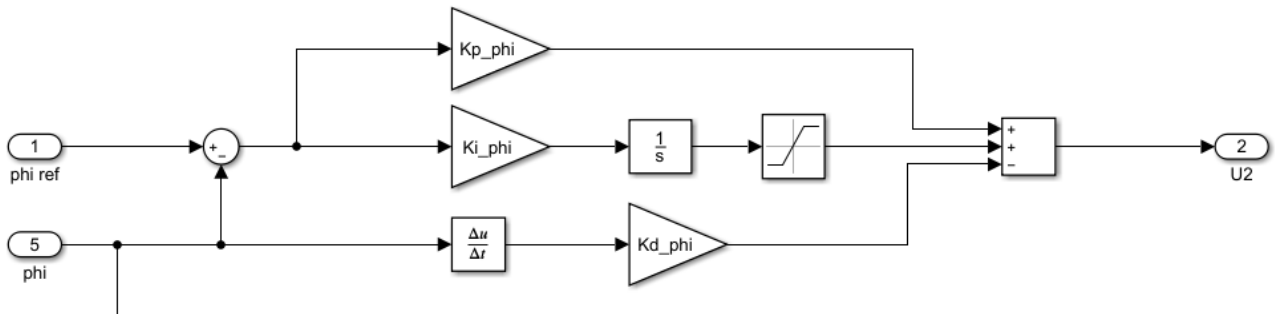 Kp_phi
1
phi ref
+
−
Ki_phi
1
s
+
+
−
2
U2
5
phi
Δu
Δt
Kd_phi